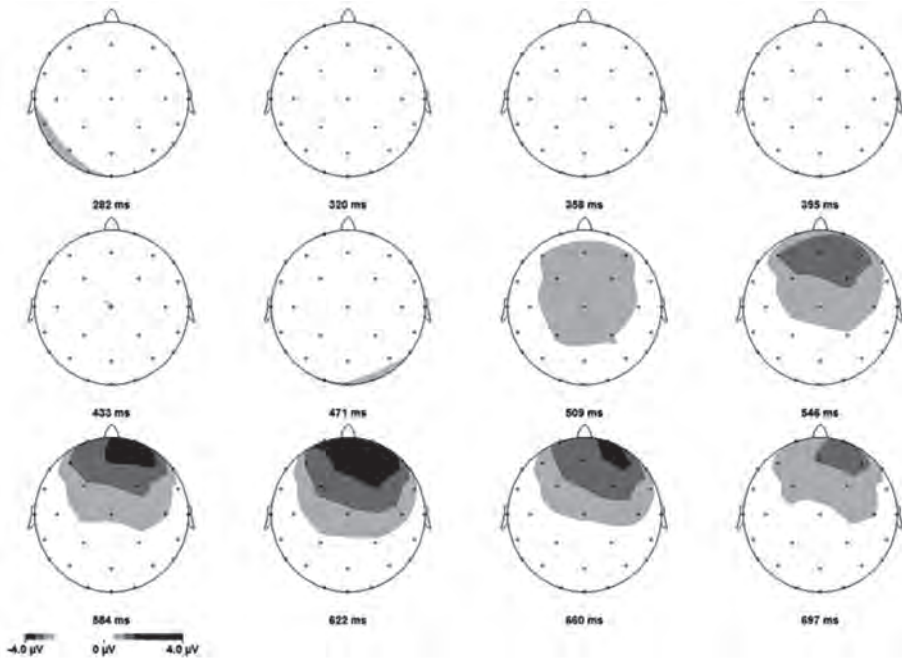 282 ms 320 ms 358 ms 395 ms
433 ms 471 ms 509 ms 546 ms
584 ms 622 ms 660 ms 697 ms
-4.0 µV 0 µV 4.0 µV